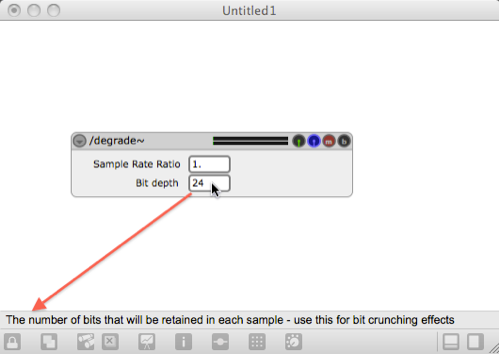 Untitled1
/degrade~
Sample Rate Ratio 1.
Bit depth 24
The number of bits that will be retained in each sample - use this for bit crunching effects